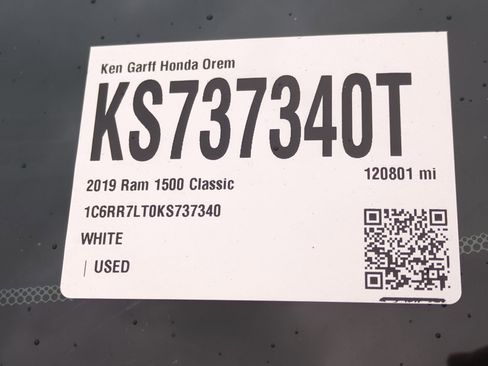 Ken Garff Honda Orem
KS737340T
120801 mi
2019 Ram 1500 Classic
1C6RR7LT0KS737340
WHITE
| USED